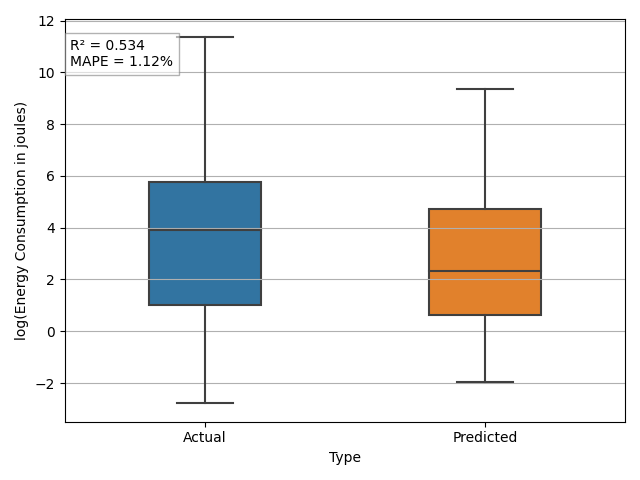 R² = 0.534
MAPE = 1.12%
12
10
8
6
4
2
0
−2
log(Energy Consumption in joules)
Actual
Predicted
Type